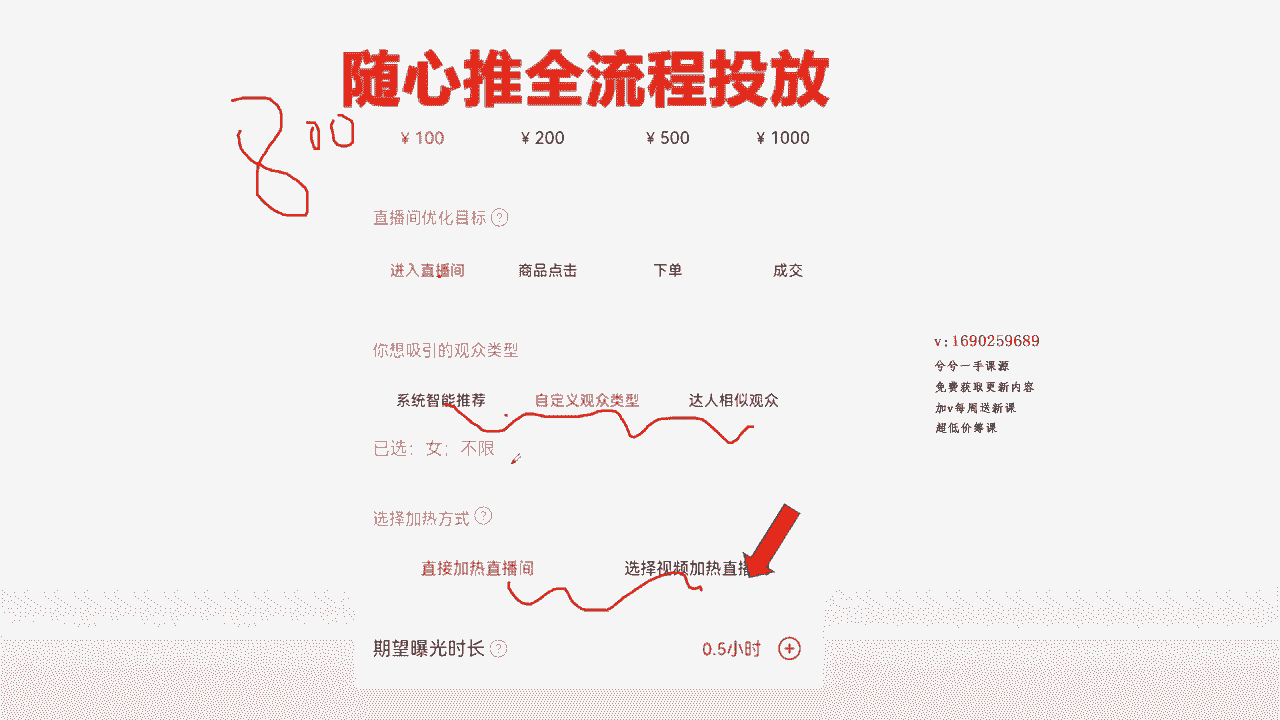 随心推全流程投放
800
¥ 100 ¥ 200 ¥ 500 ¥ 1000
直播间优化目标 ?
进入直播间 商品点击 下单 成交
你想吸引的观众类型
系统智能推荐 自定义观众类型 达人相似观众
已选：女；不限
选择加热方式 ?
直接加热直播间 选择视频加热直播
期望曝光时长 ? 0.5小时 +
v:1690259689
兮兮一手课源
免费获取更新内容
加v每周送新课
超低价筹课